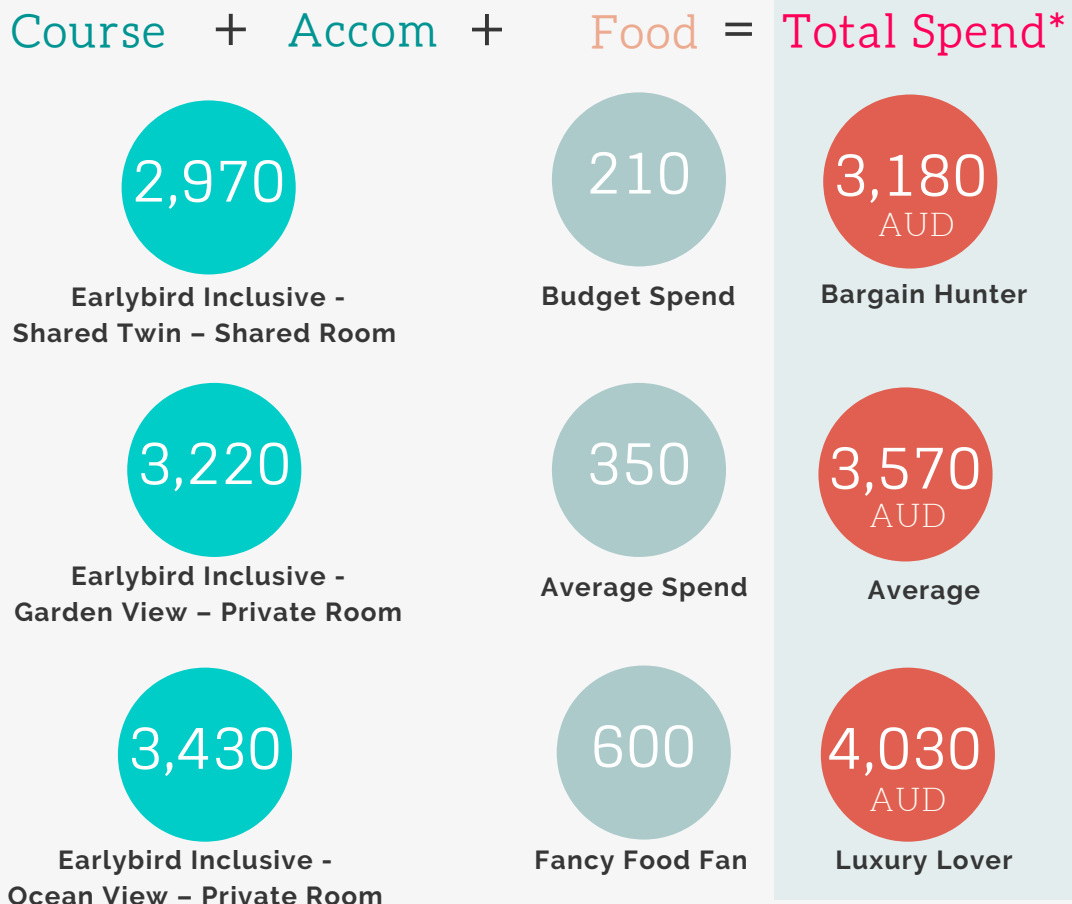 Course + Accom + Food = Total Spend*
2,970
210
3,180
AUD
Earlybird Inclusive -
Shared Twin – Shared Room
Budget Spend
Bargain Hunter
3,220
350
3,570
AUD
Earlybird Inclusive -
Garden View – Private Room
Average Spend
Average
3,430
600
4,030
AUD
Earlybird Inclusive -
Ocean View – Private Room
Fancy Food Fan
Luxury Lover